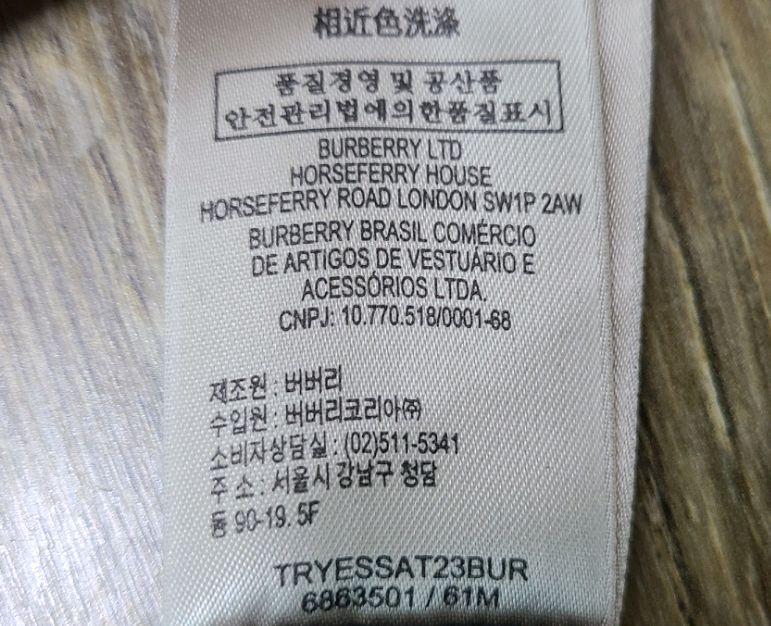 相近色洗涤
품질경영 및 공산품
안전관리법에의한품질표시
BURBERRY LTD
HORSEFERRY HOUSE
HORSEFERRY ROAD LONDON SW1P 2AW
BURBERRY BRASIL COMÉRCIO
DE ARTIGOS DE VESTUÁRIO E
ACESSÓRIOS LTDA.
CNPJ: 10.770.518/0001-68
제조원 : 버버리
수입원 : 버버리코리아㈜
소비자상담실 : (02)511-5341
주 소 : 서울시 강남구 청담
동 90-19. 5F
TRYESSAT23BUR
6863501 / 61M